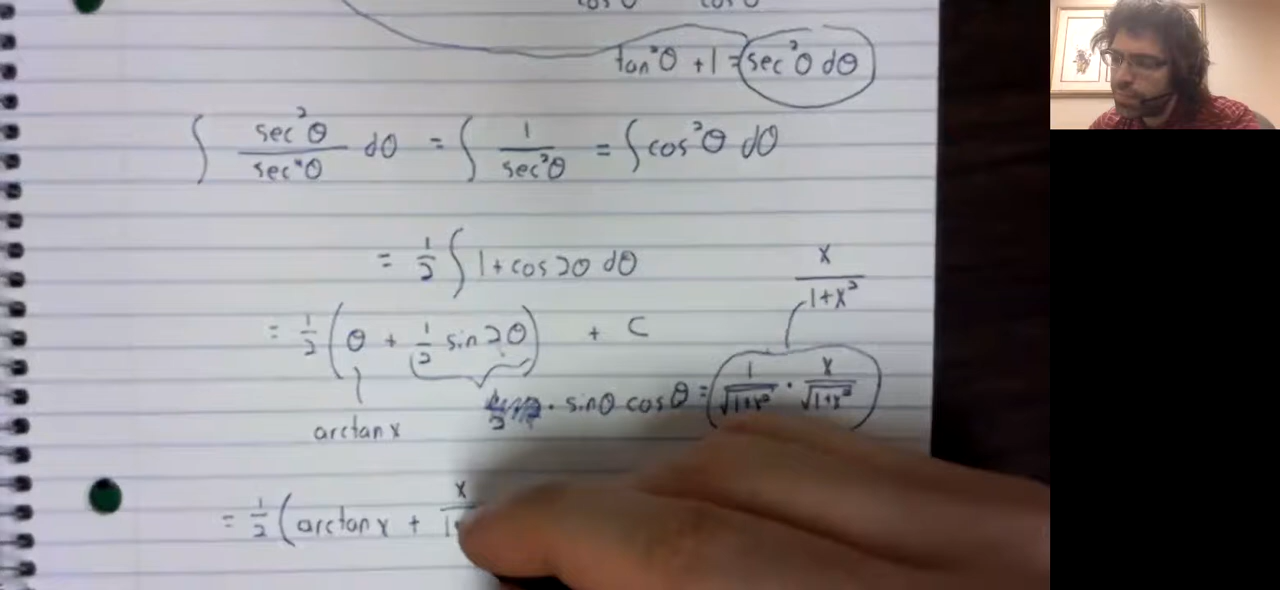 tan²θ + 1 = sec²θ dθ
∫ sec²θ / sec⁴θ dθ = ∫ 1 / sec²θ = ∫ cos²θ dθ
= 1/2 ∫ 1 + cos 2θ dθ
x / 1+x²
= 1/2 ( θ + 1/2 sin 2θ ) + C
· sinθ cosθ = 1/√1+x² · x/√1+x²
arctan x
= 1/2 ( arctan x + x